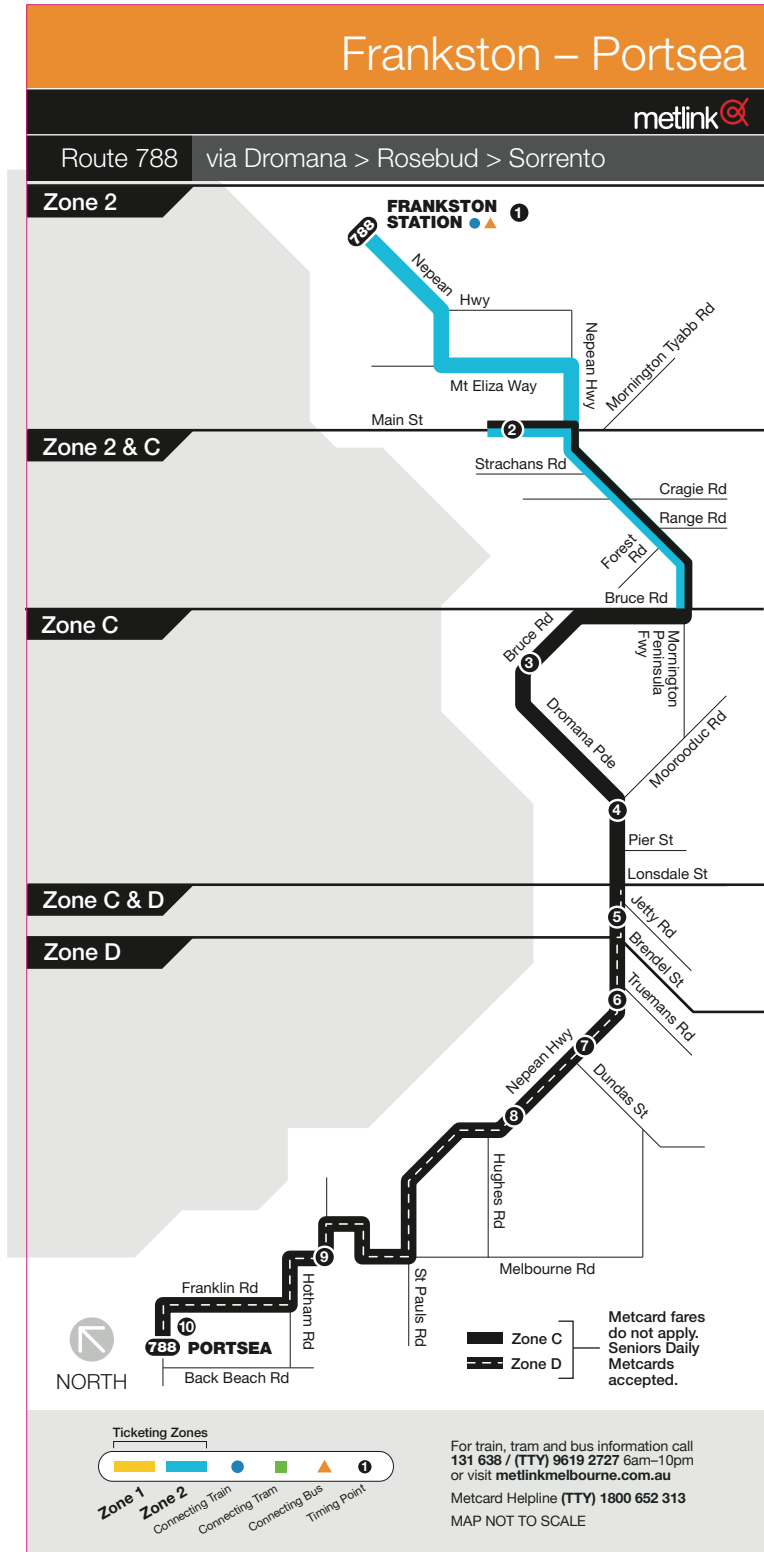 Frankston – Portsea
metlink
Route 788
via Dromana > Rosebud > Sorrento
Zone 2
FRANKSTON
STATION
1
788
Nepean
Hwy
Nepean Hwy
Mornington Tyabb Rd
Mt Eliza Way
Main St
2
Zone 2 & C
Strachans Rd
Cragie Rd
Range Rd
Forest
Rd
Bruce Rd
Zone C
Bruce Rd
3
Mornington
Peninsula
Fwy
Dromana Pde
Moorooduc Rd
4
Pier St
Lonsdale St
Zone C & D
5
Jetty Rd
Zone D
Brendel St
6
Truemans Rd
Nepean Hwy
7
Dundas St
8
Hughes Rd
9
Melbourne Rd
St Pauls Rd
Hotham Rd
Franklin Rd
10
788 PORTSEA
Back Beach Rd
NORTH
Zone C
Zone D
Metcard fares
do not apply.
Seniors Daily
Metcards
accepted.
Ticketing Zones
1
Zone 1
Zone 2
Connecting Train
Connecting Tram
Connecting Bus
Timing Point
For train, tram and bus information call
131 638 / (TTY) 9619 2727 6am–10pm
or visit metlinkmelbourne.com.au
Metcard Helpline (TTY) 1800 652 313
MAP NOT TO SCALE